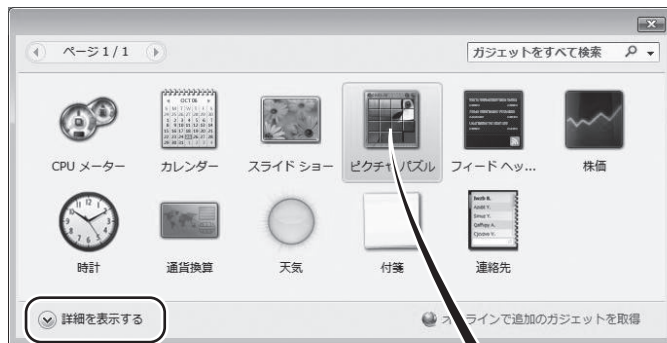 ページ 1 / 1
ガジェットをすべて検索
OCT 06
CPU メーター
カレンダー
スライド ショー
ピクチャ パズル
フィード ヘッ...
株価
時計
通貨換算
天気
付箋
連絡先
詳細を表示する
オンラインで追加のガジェットを取得